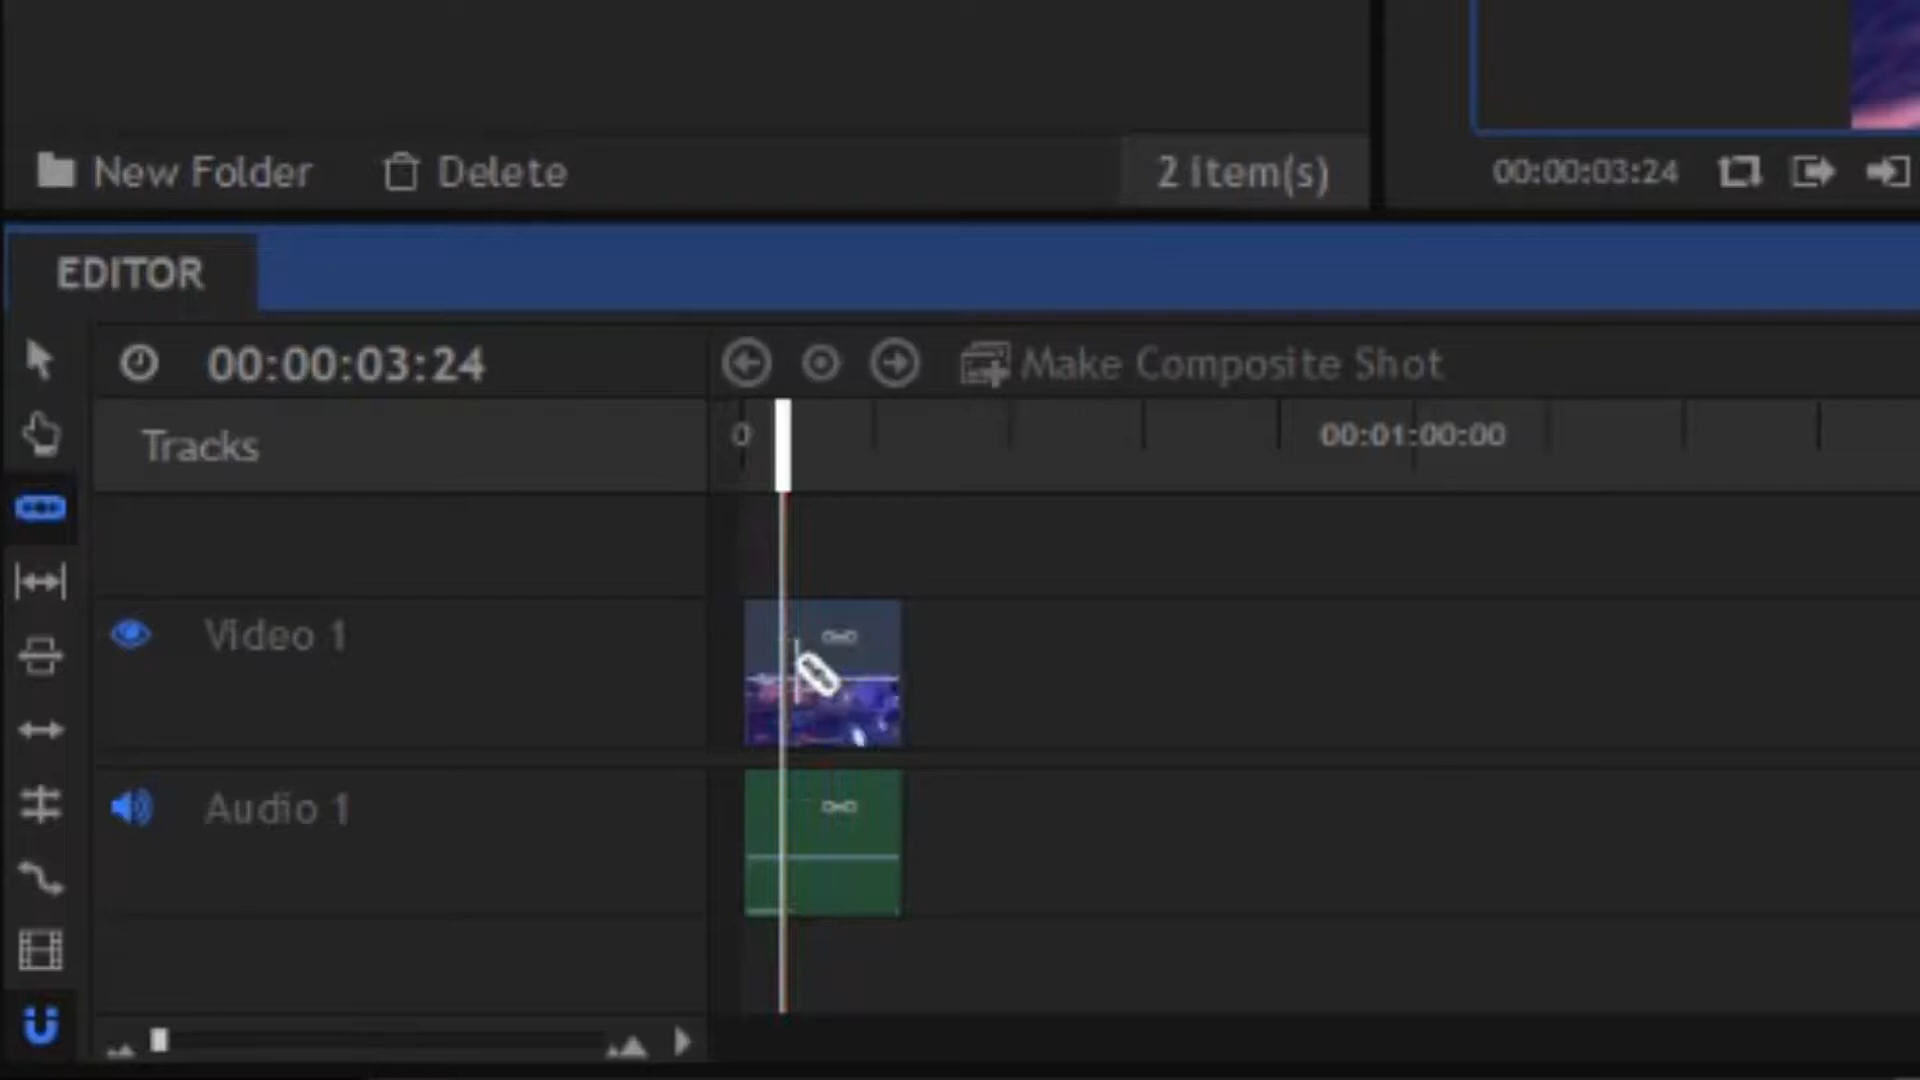 New Folder Delete 2 item(s) 00:00:03:24
EDITOR
00:00:03:24 Make Composite Shot
Tracks 0 00:01:00:00
Video 1
Audio 1